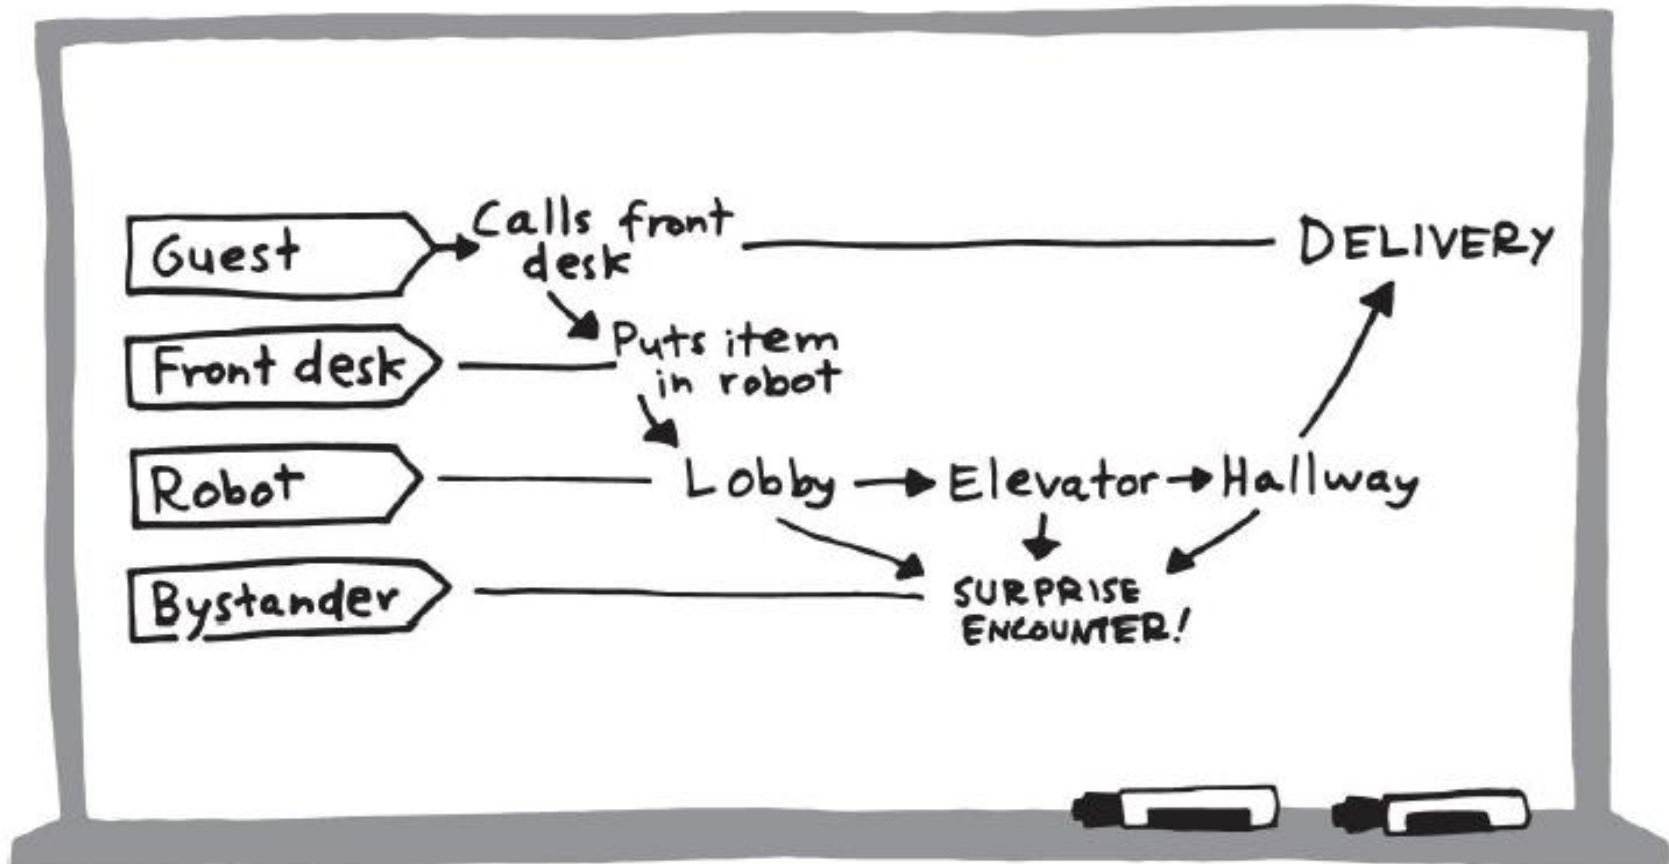 Guest
Calls front
desk
DELIVERY
Front desk
Puts item
in robot
Robot
Lobby
Elevator
Hallway
Bystander
SURPRISE
ENCOUNTER!